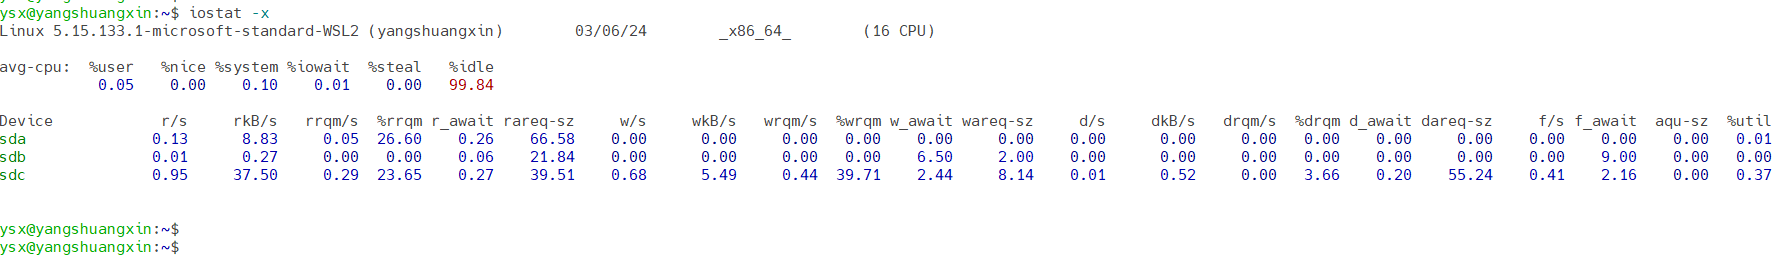 ysx@yangshuangxin:~$ iostat -x
Linux 5.15.133.1-microsoft-standard-WSL2 (yangshuangxin)        03/06/24        _x86_64_        (16 CPU)
avg-cpu:  %user   %nice %system %iowait  %steal   %idle
0.05    0.00    0.10    0.01    0.00   99.84
Device            r/s     rkB/s   rrqm/s  %rrqm r_await rareq-sz     w/s     wkB/s   wrqm/s  %wrqm w_await wareq-sz     d/s     dkB/s   drqm/s  %drqm d_await dareq-sz     f/s f_await  aqu-sz  %util
sda              0.13      8.83     0.05  26.60    0.26    66.58    0.00      0.00     0.00   0.00    0.00     0.00    0.00      0.00     0.00   0.00    0.00     0.00    0.00    0.00    0.00   0.01
sdb              0.01      0.27     0.00   0.00    0.06    21.84    0.00      0.00     0.00   0.00    6.50     2.00    0.00      0.00     0.00   0.00    0.00     0.00    0.00    9.00    0.00   0.00
sdc              0.95     37.50     0.29  23.65    0.27    39.51    0.68      5.49     0.44  39.71    2.44     8.14    0.01      0.52     0.00   3.66    0.20    55.24    0.41    2.16    0.00   0.37
ysx@yangshuangxin:~$
ysx@yangshuangxin:~$